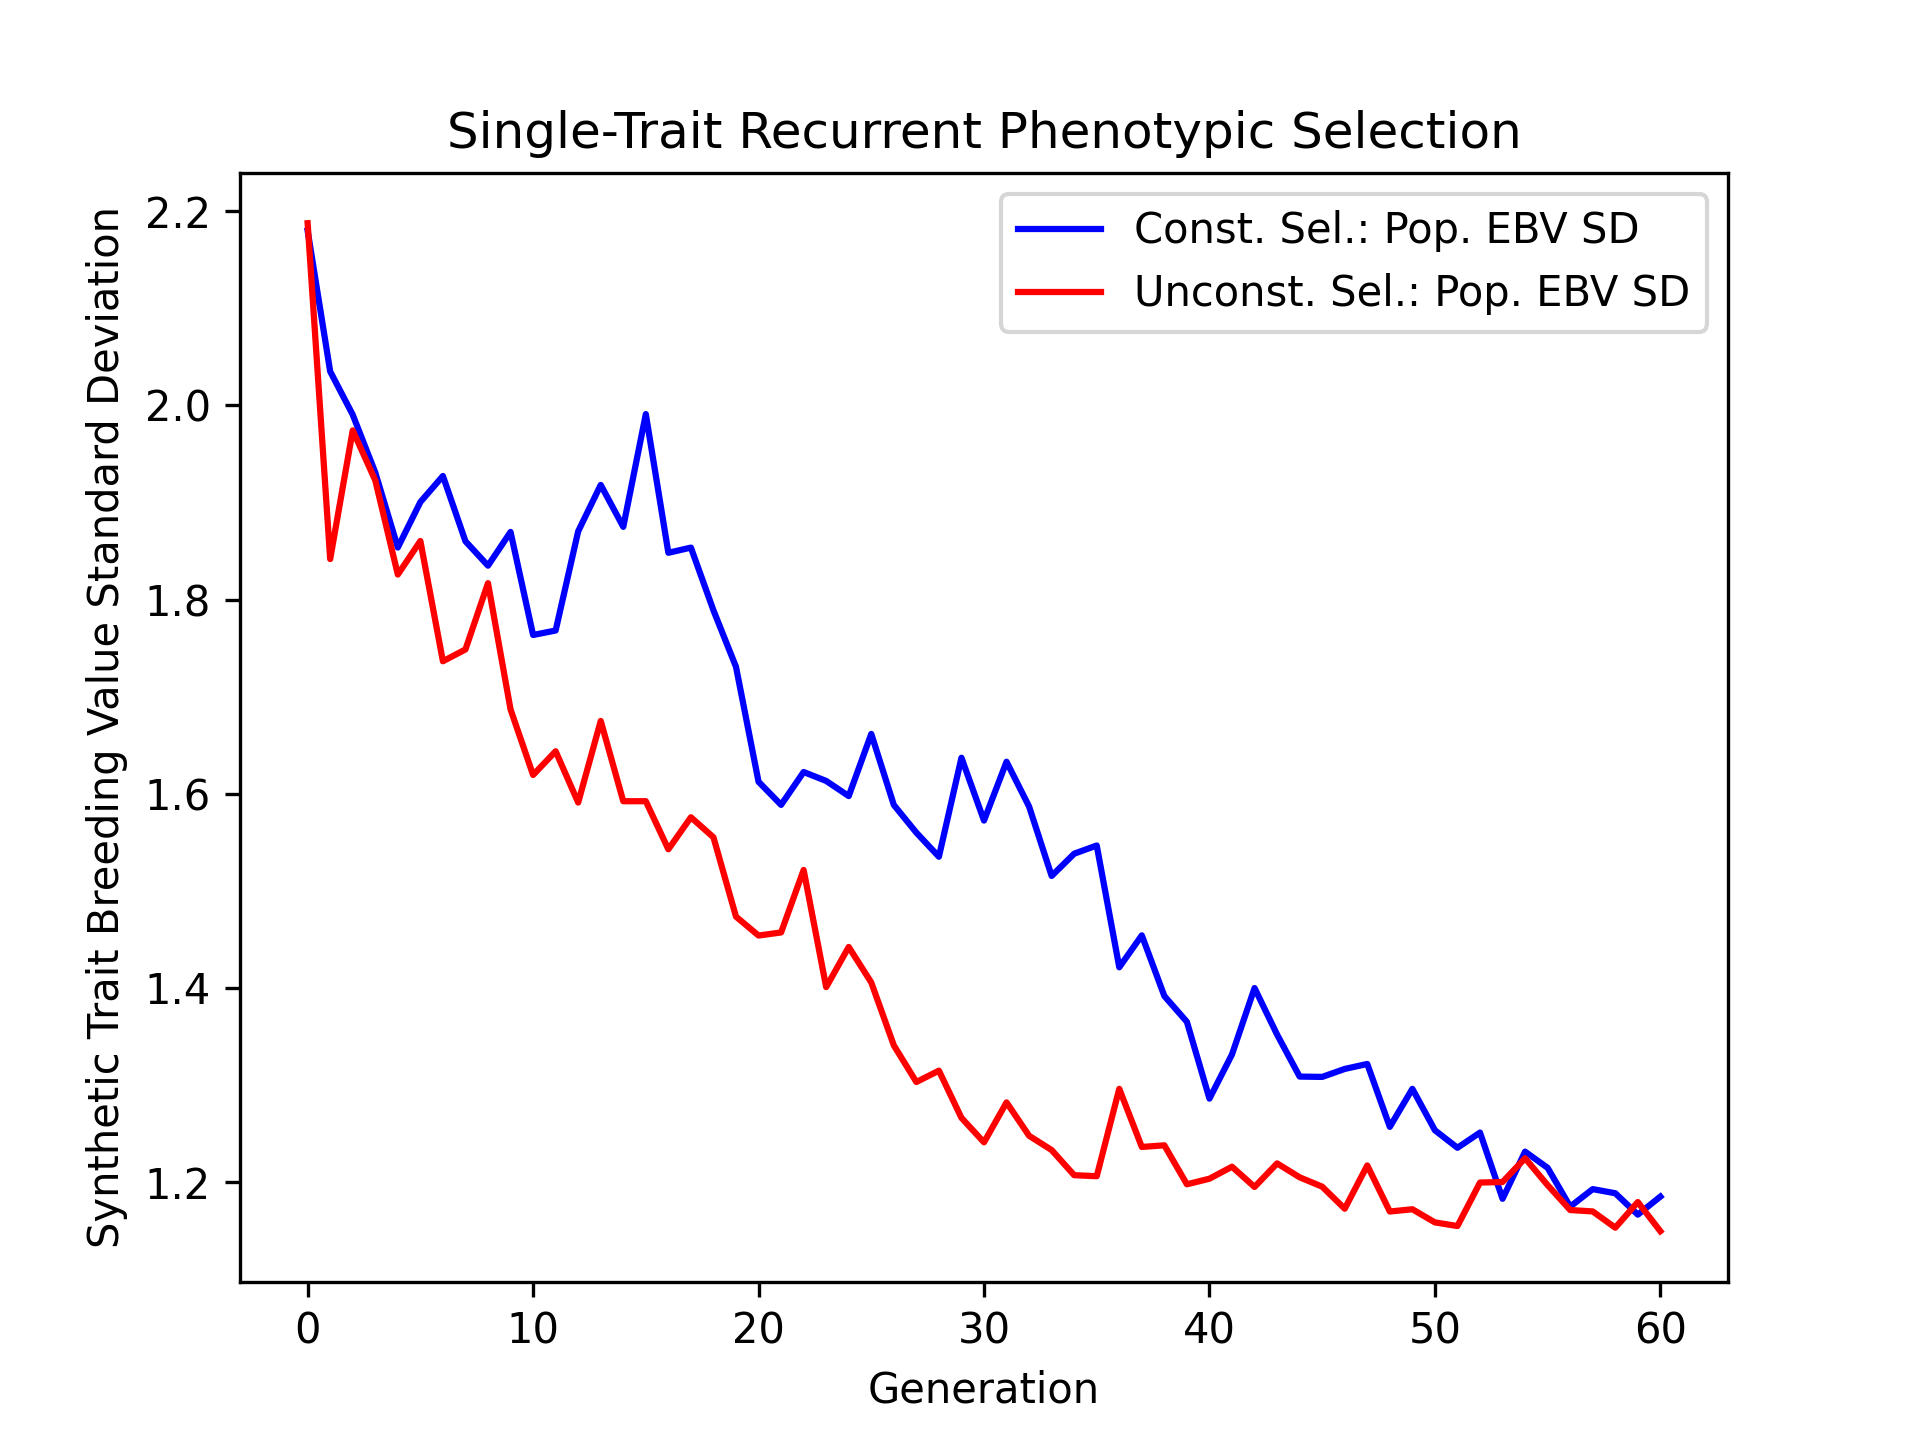 Single-Trait Recurrent Phenotypic Selection
Const. Sel.: Pop. EBV SD
Unconst. Sel.: Pop. EBV SD
Synthetic Trait Breeding Value Standard Deviation
2.2
2.0
1.8
1.6
1.4
1.2
0 10 20 30 40 50 60
Generation